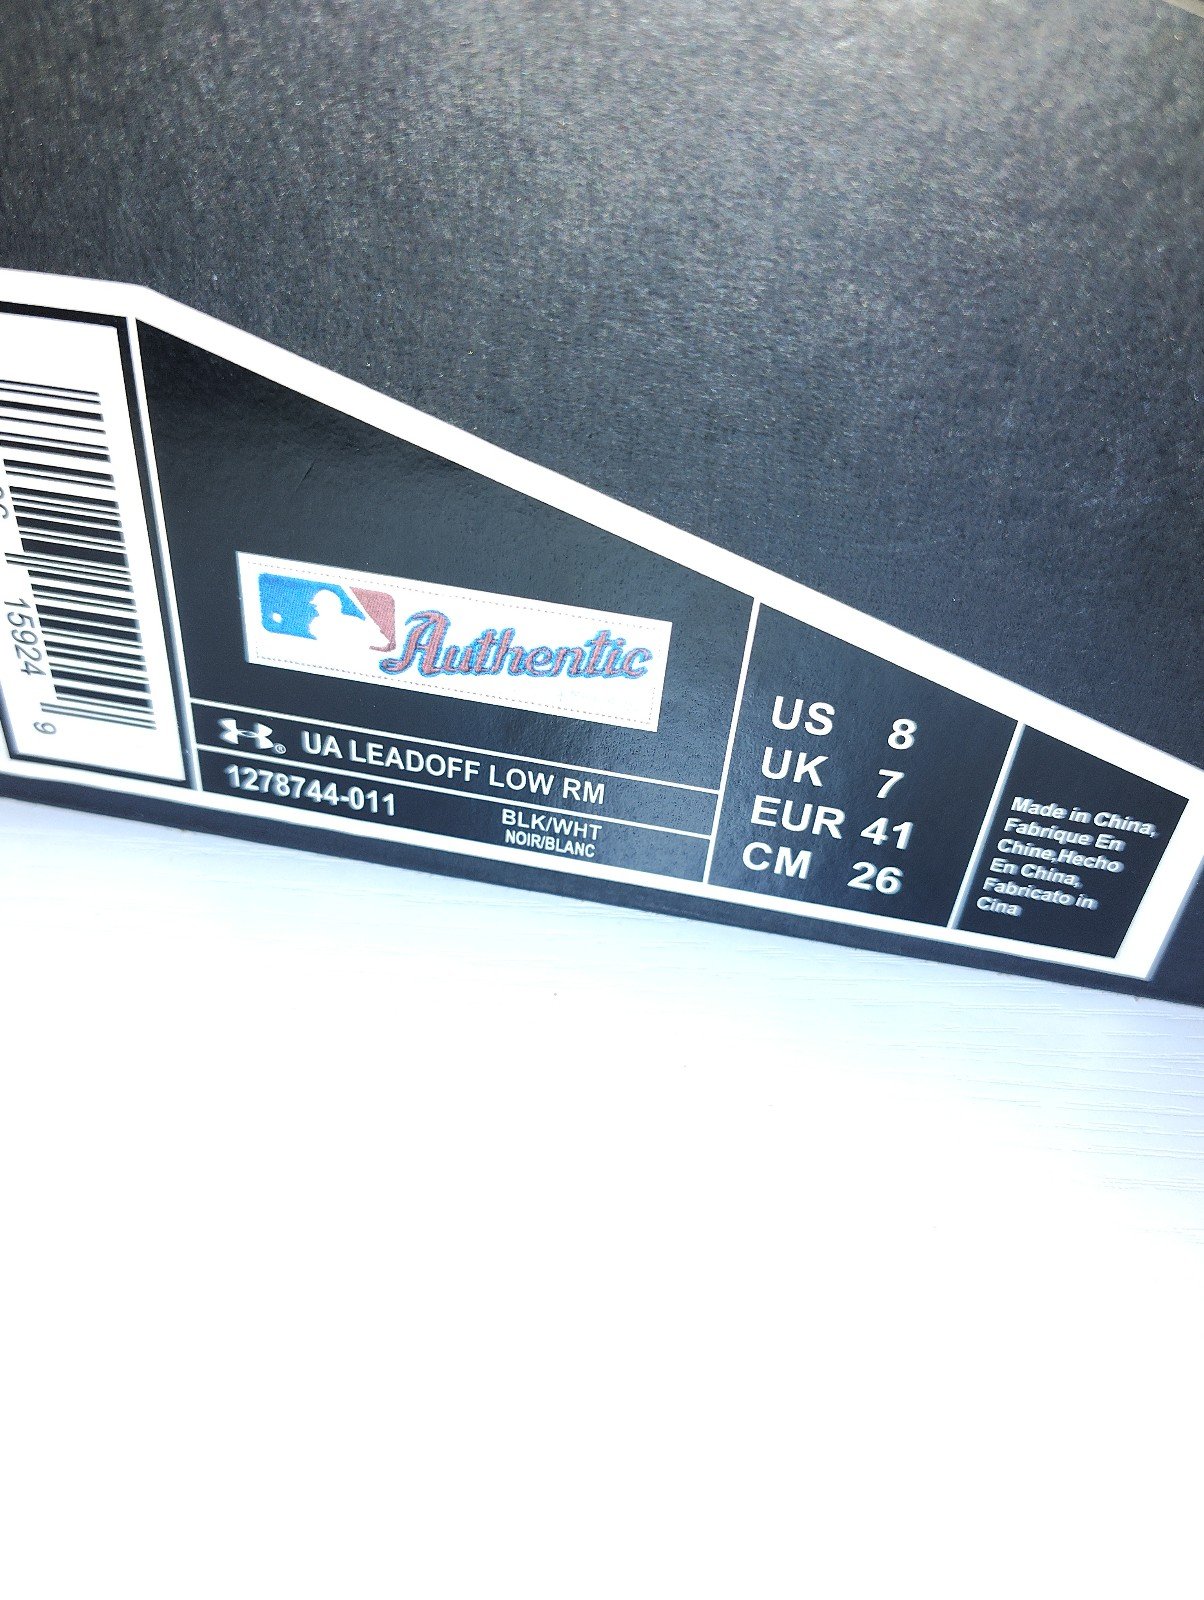 15924
9
Authentic
UA LEADOFF LOW RM
1278744-011
BLK/WHT
NOIR/BLANC
US 8
UK 7
EUR 41
CM 26
Made in China,
Fabrique En
Chine,Hecho
En China,
Fabricato in
Cina